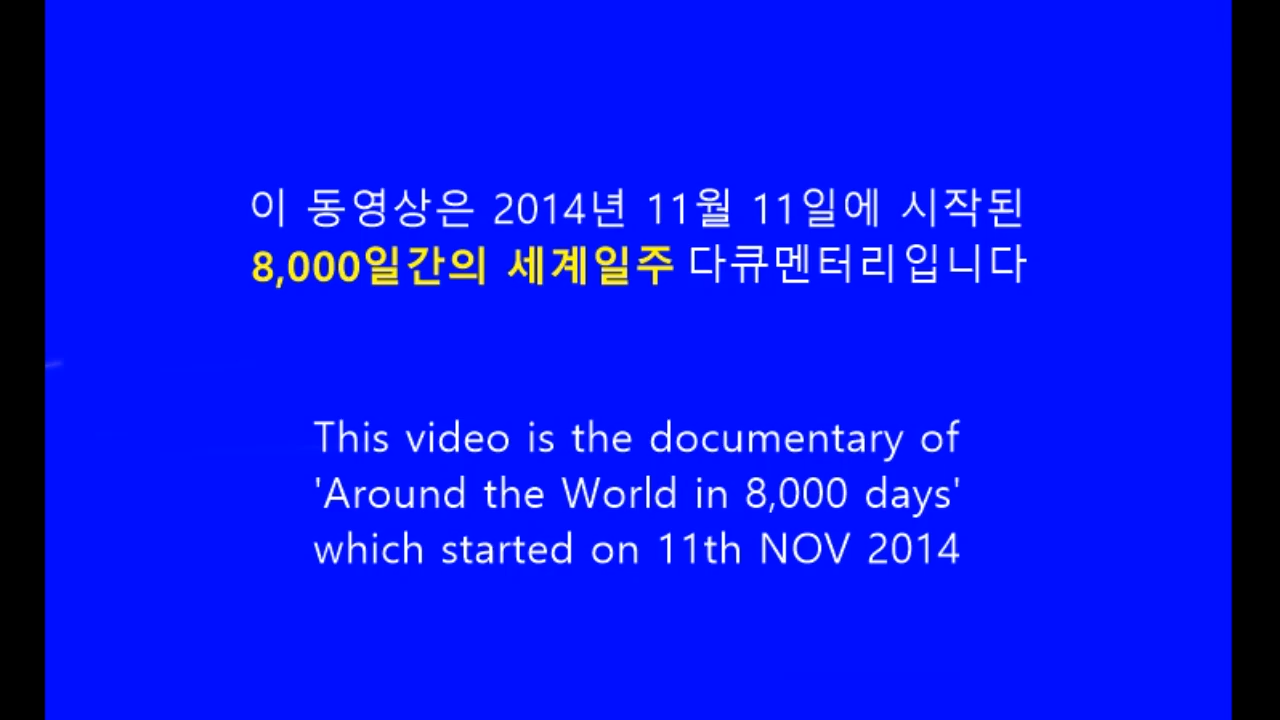 이 동영상은 2014년 11월 11일에 시작된
8,000일간의 세계일주 다큐멘터리입니다
This video is the documentary of
'Around the World in 8,000 days'
which started on 11th NOV 2014